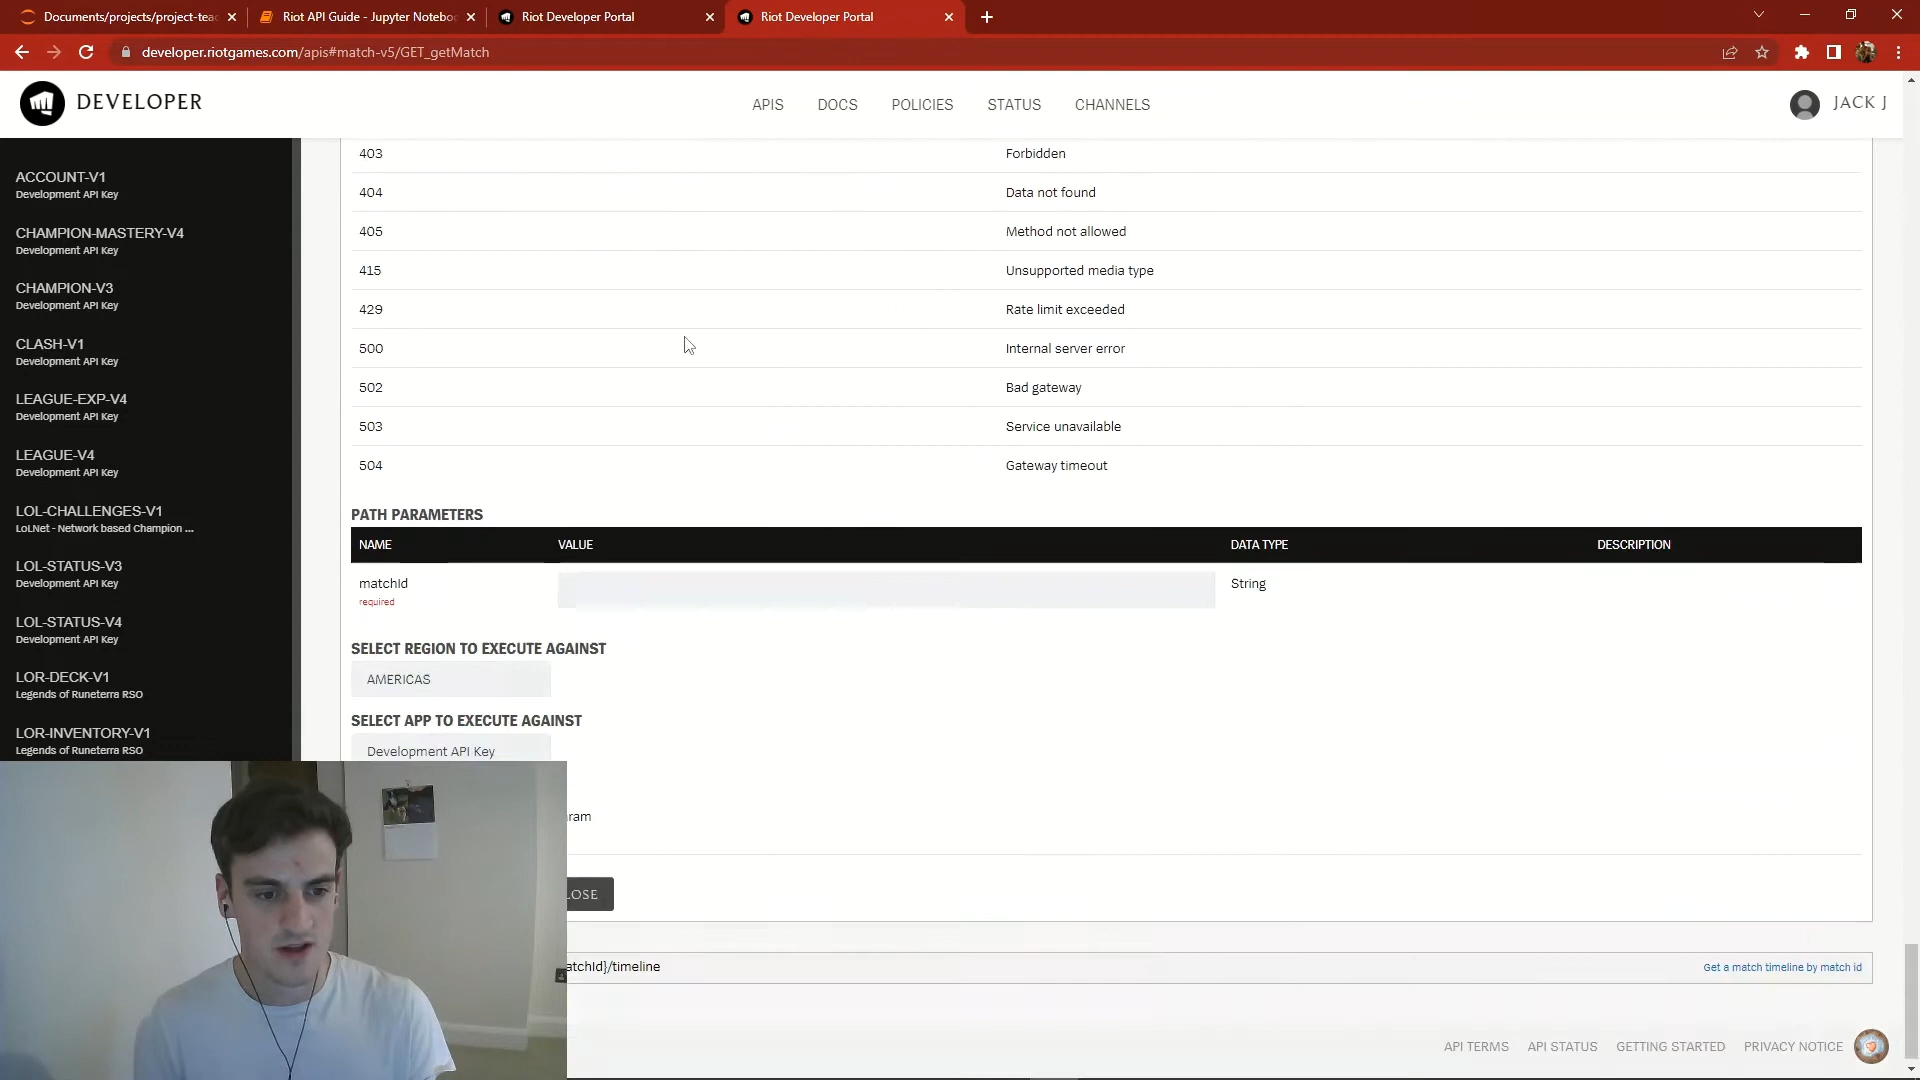 Documents/projects/project-tea
Riot API Guide - Jupyter Notebo
Riot Developer Portal
Riot Developer Portal
developer.riotgames.com/apis#match-v5/GET_getMatch
DEVELOPER
APIS
DOCS
POLICIES
STATUS
CHANNELS
JACK J
ACCOUNT-V1
Development API Key
CHAMPION-MASTERY-V4
Development API Key
CHAMPION-V3
Development API Key
CLASH-V1
Development API Key
LEAGUE-EXP-V4
Development API Key
LEAGUE-V4
Development API Key
LOL-CHALLENGES-V1
LoLNet - Network based Champion ...
LOL-STATUS-V3
Development API Key
LOL-STATUS-V4
Development API Key
LOR-DECK-V1
Legends of Runeterra RSO
LOR-INVENTORY-V1
Legends of Runeterra RSO
403 Forbidden
404 Data not found
405 Method not allowed
415 Unsupported media type
429 Rate limit exceeded
500 Internal server error
502 Bad gateway
503 Service unavailable
504 Gateway timeout
PATH PARAMETERS
NAME VALUE DATA TYPE DESCRIPTION
matchId String
required
SELECT REGION TO EXECUTE AGAINST
AMERICAS
SELECT APP TO EXECUTE AGAINST
Development API Key
ram
LOSE
atchId}/timeline Get a match timeline by match id
API TERMS
API STATUS
GETTING STARTED
PRIVACY NOTICE